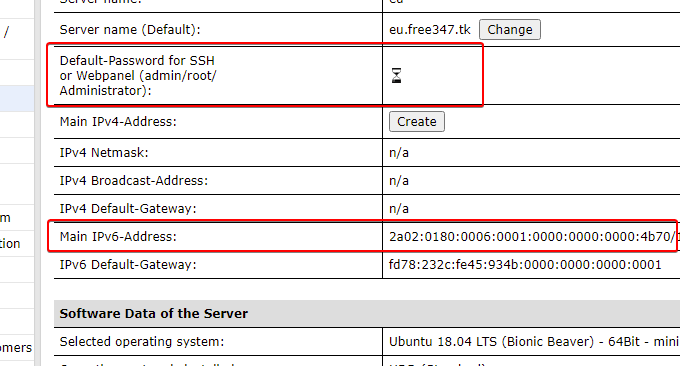 Server name:
eu
/
Server name (Default):
eu.free347.tk
Change
Default-Password for SSH
or Webpanel (admin/root/
Administrator):
Main IPv4-Address:
Create
IPv4 Netmask:
n/a
IPv4 Broadcast-Address:
n/a
IPv4 Default-Gateway:
n/a
m
Main IPv6-Address:
2a02:0180:0006:0001:0000:0000:0000:4b70/1
tion
IPv6 Default-Gateway:
fd78:232c:fe45:934b:0000:0000:0000:0001
Software Data of the Server
Selected operating system:
Ubuntu 18.04 LTS (Bionic Beaver) - 64Bit - mini
omers